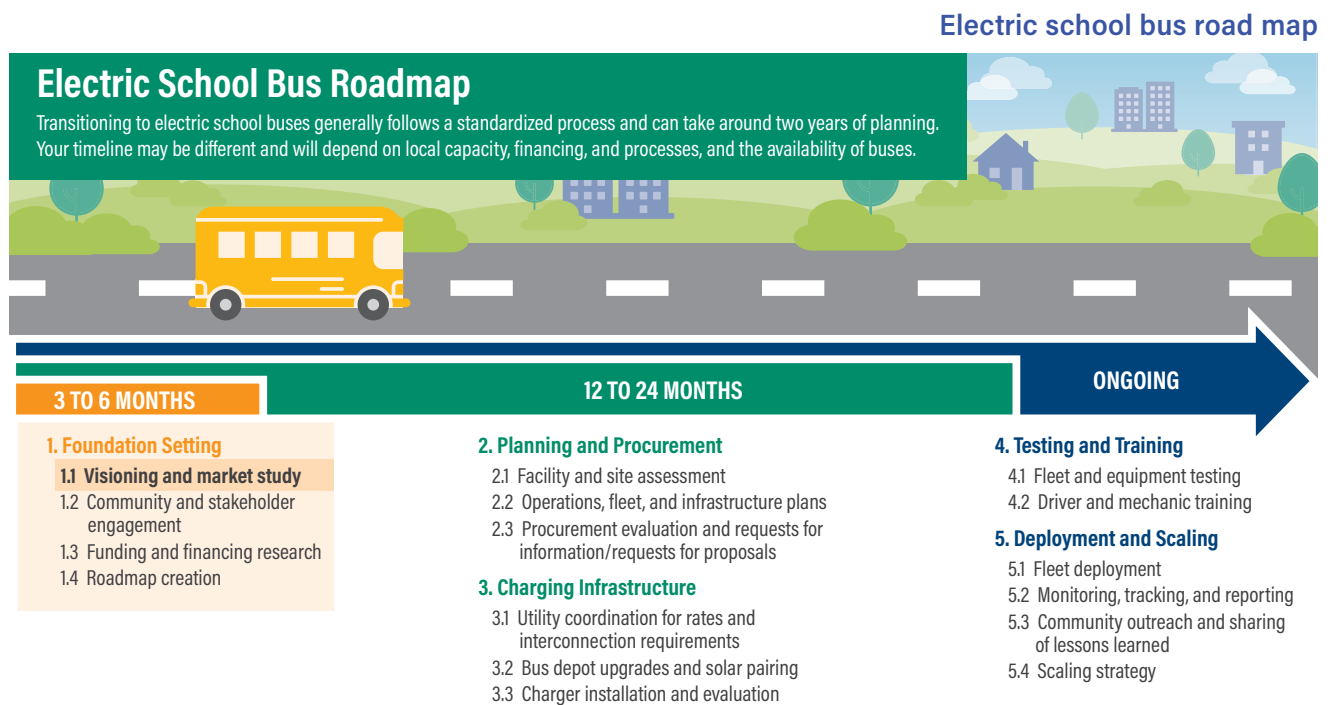 Electric school bus road map
Electric School Bus Roadmap
Transitioning to electric school buses generally follows a standardized process and can take around two years of planning.
Your timeline may be different and will depend on local capacity, financing, and processes, and the availability of buses.
3 TO 6 MONTHS
12 TO 24 MONTHS
ONGOING
1. Foundation Setting
1.1 Visioning and market study
1.2 Community and stakeholder
engagement
1.3 Funding and financing research
1.4 Roadmap creation
2. Planning and Procurement
2.1 Facility and site assessment
2.2 Operations, fleet, and infrastructure plans
2.3 Procurement evaluation and requests for
information/requests for proposals
3. Charging Infrastructure
3.1 Utility coordination for rates and
interconnection requirements
3.2 Bus depot upgrades and solar pairing
3.3 Charger installation and evaluation
4. Testing and Training
4.1 Fleet and equipment testing
4.2 Driver and mechanic training
5. Deployment and Scaling
5.1 Fleet deployment
5.2 Monitoring, tracking, and reporting
5.3 Community outreach and sharing
of lessons learned
5.4 Scaling strategy